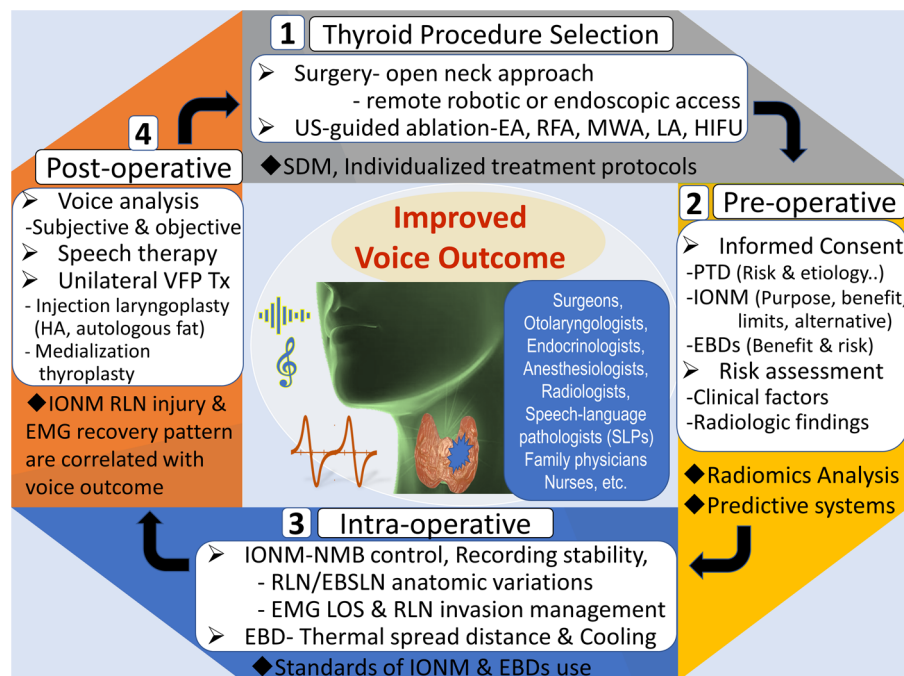 1 Thyroid Procedure Selection
➢ Surgery- open neck approach
- remote robotic or endoscopic access
➢ US-guided ablation-EA, RFA, MWA, LA, HIFU
◆SDM, Individualized treatment protocols
2 Pre-operative
➢ Informed Consent
-PTD (Risk & etiology..)
-IONM (Purpose, benefit,
limits, alternative)
-EBDs (Benefit & risk)
➢ Risk assessment
-Clinical factors
-Radiologic findings
◆Radiomics Analysis
◆Predictive systems
3 Intra-operative
➢ IONM-NMB control, Recording stability,
- RLN/EBSLN anatomic variations
- EMG LOS & RLN invasion management
➢ EBD- Thermal spread distance & Cooling
◆Standards of IONM & EBDs use
4
Post-operative
➢ Voice analysis
-Subjective & objective
➢ Speech therapy
➢ Unilateral VFP Tx
- Injection laryngoplasty
(HA, autologous fat)
- Medialization
thyroplasty
◆IONM RLN injury &
EMG recovery pattern
are correlated with
voice outcome
Improved
Voice Outcome
Surgeons,
Otolaryngologists,
Endocrinologists,
Anesthesiologists,
Radiologists,
Speech-language
pathologists (SLPs)
Family physicians
Nurses, etc.